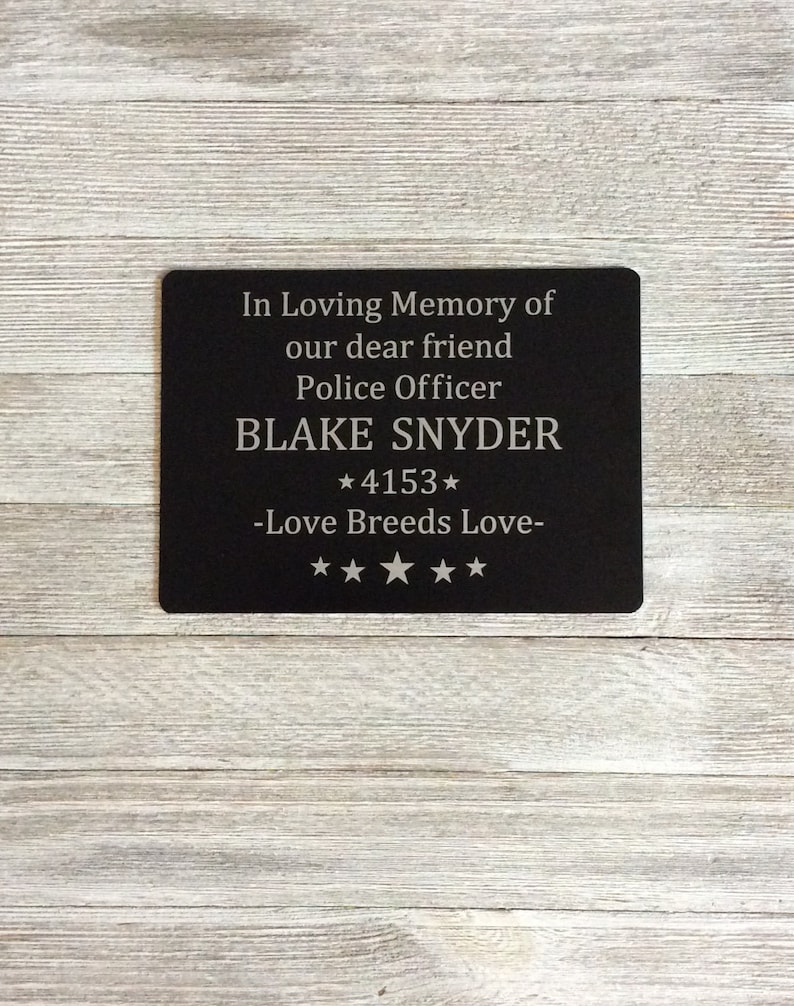 In Loving Memory of
our dear friend
Police Officer
BLAKE SNYDER
★4153★
-Love Breeds Love-